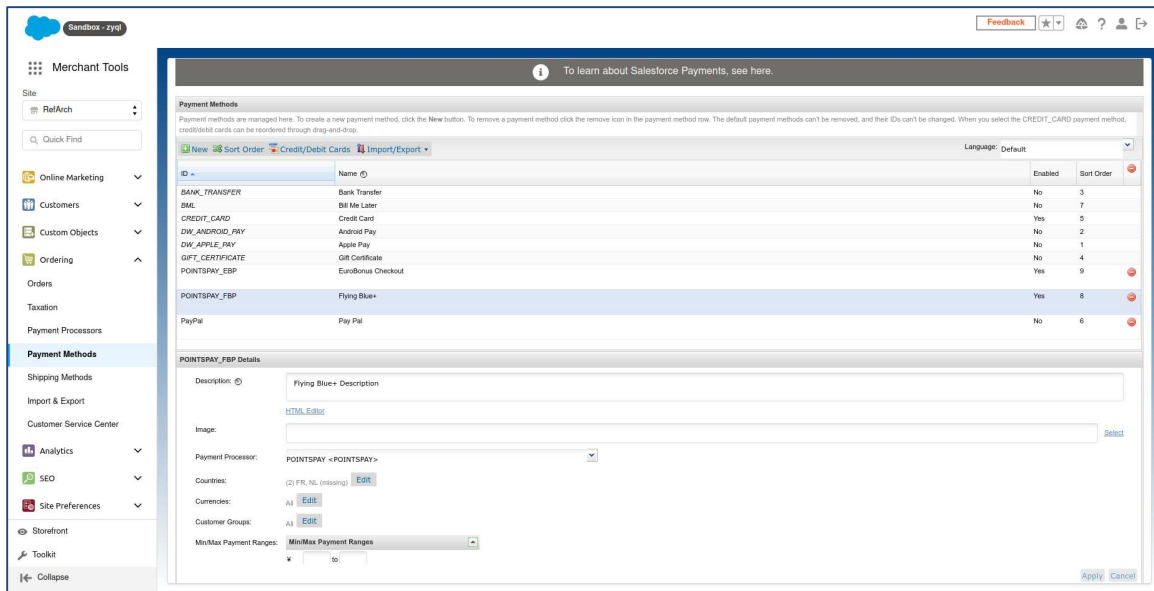 Sandbox - zyql
Feedback
Merchant Tools
Site
RefArch
Quick Find
Online Marketing
Customers
Custom Objects
Ordering
Orders
Taxation
Payment Processors
Payment Methods
Shipping Methods
Import & Export
Customer Service Center
Analytics
SEO
Site Preferences
Storefront
Toolkit
Collapse
To learn about Salesforce Payments, see here.
Payment Methods
Payment methods are managed here. To create a new payment method, click the New button. To remove a payment method click the remove icon in the payment method row. The default payment methods can't be removed, and their IDs can't be changed. When you select the CREDIT_CARD payment method,
credit/debit cards can be reordered through drag-and-drop.
New Sort Order Credit/Debit Cards Import/Export Language: Default
ID Name Enabled Sort Order
BANK_TRANSFER Bank Transfer No 3
BML Bill Me Later No 7
CREDIT_CARD Credit Card Yes 5
DW_ANDROID_PAY Android Pay No 2
DW_APPLE_PAY Apple Pay No 1
GIFT_CERTIFICATE Gift Certificate No 4
POINTSPAY_EBP EuroBonus Checkout Yes 9
POINTSPAY_FBP Flying Blue+ Yes 8
PayPal Pay Pal No 6
POINTSPAY_FBP Details
Description: Flying Blue+ Description
HTML Editor
Image: Select
Payment Processor: POINTSPAY <POINTSPAY>
Countries: (2) FR, NL (missing) Edit
Currencies: All Edit
Customer Groups: All Edit
Min/Max Payment Ranges: Min/Max Payment Ranges
¥ to
Apply Cancel